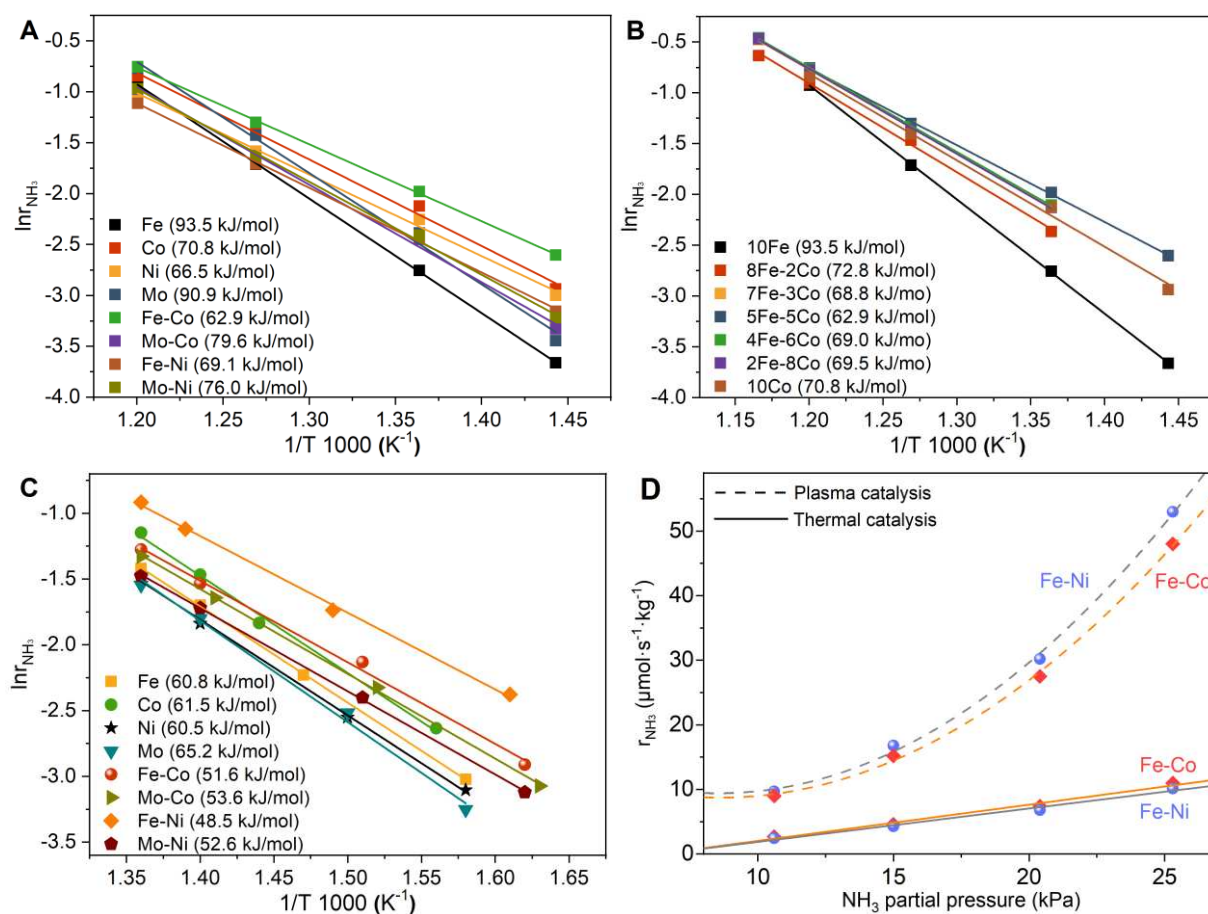 A
lnrNH₃
-0.5
-1.0
-1.5
-2.0
-2.5
-3.0
-3.5
-4.0
Fe (93.5 kJ/mol)
Co (70.8 kJ/mol)
Ni (66.5 kJ/mol)
Mo (90.9 kJ/mol)
Fe-Co (62.9 kJ/mol)
Mo-Co (79.6 kJ/mol)
Fe-Ni (69.1 kJ/mol)
Mo-Ni (76.0 kJ/mol)
1.20 1.25 1.30 1.35 1.40 1.45
1/T 1000 (K⁻¹)
B
lnrNH₃
-0.5
-1.0
-1.5
-2.0
-2.5
-3.0
-3.5
-4.0
10Fe (93.5 kJ/mol)
8Fe-2Co (72.8 kJ/mol)
7Fe-3Co (68.8 kJ/mo)
5Fe-5Co (62.9 kJ/mol)
4Fe-6Co (69.0 kJ/mo)
2Fe-8Co (69.5 kJ/mo)
10Co (70.8 kJ/mol)
1.15 1.20 1.25 1.30 1.35 1.40 1.45
1/T 1000 (K⁻¹)
C
lnrNH₃
-1.0
-1.5
-2.0
-2.5
-3.0
-3.5
Fe (60.8 kJ/mol)
Co (61.5 kJ/mol)
Ni (60.5 kJ/mol)
Mo (65.2 kJ/mol)
Fe-Co (51.6 kJ/mol)
Mo-Co (53.6 kJ/mol)
Fe-Ni (48.5 kJ/mol)
Mo-Ni (52.6 kJ/mol)
1.35 1.40 1.45 1.50 1.55 1.60
1/T 1000 (K⁻¹)
D
Plasma catalysis
Thermal catalysis
rNH₃ (μmol·s⁻¹·kg⁻¹)
50
40
30
20
10
0
Fe-Ni
Fe-Co
Fe-Co
Fe-Ni
10 15 20 25
NH₃ partial pressure (kPa)